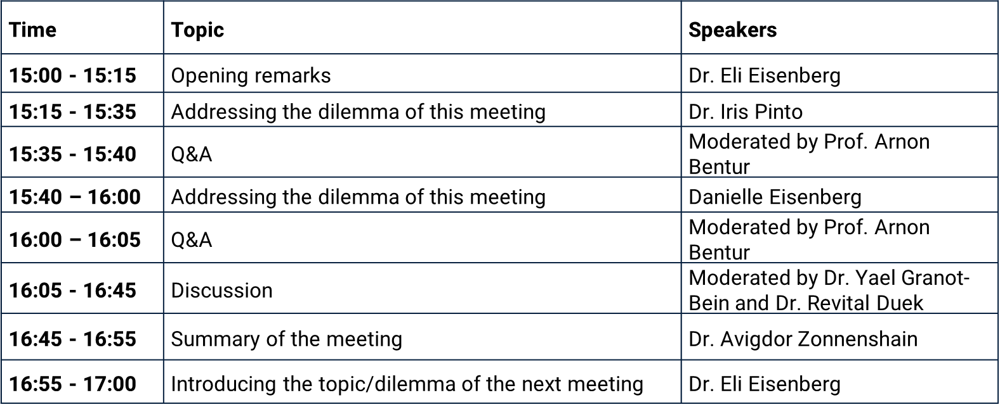 Time Topic Speakers
15:00 - 15:15 Opening remarks Dr. Eli Eisenberg
15:15 - 15:35 Addressing the dilemma of this meeting Dr. Iris Pinto
15:35 - 15:40 Q&A Moderated by Prof. Arnon
Bentur
15:40 – 16:00 Addressing the dilemma of this meeting Danielle Eisenberg
16:00 – 16:05 Q&A Moderated by Prof. Arnon
Bentur
16:05 - 16:45 Discussion Moderated by Dr. Yael Granot-
Bein and Dr. Revital Duek
16:45 - 16:55 Summary of the meeting Dr. Avigdor Zonnenshain
16:55 - 17:00 Introducing the topic/dilemma of the next meeting Dr. Eli Eisenberg